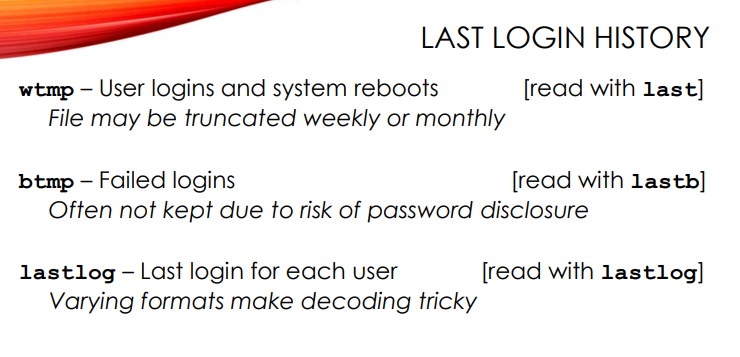 LAST LOGIN HISTORY
wtmp – User logins and system reboots [read with last]
File may be truncated weekly or monthly
btmp – Failed logins [read with lastb]
Often not kept due to risk of password disclosure
lastlog – Last login for each user [read with lastlog]
Varying formats make decoding tricky